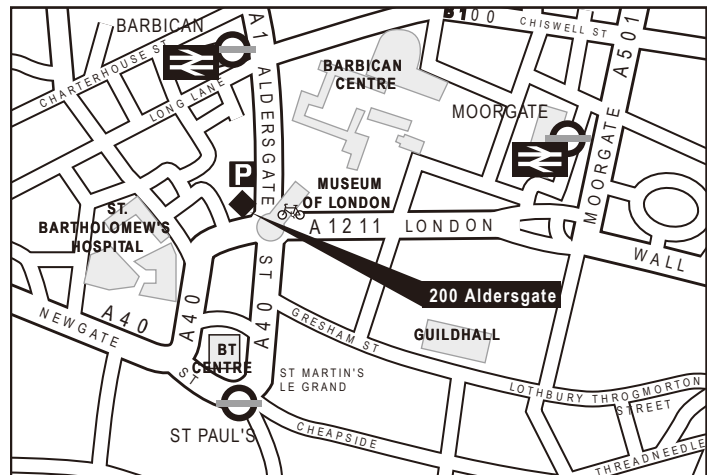 BARBICAN
A1 ALDERSGATE ST
B100
CHISWELL ST
A501
MOORGATE
CHARTERHOUSE ST
LONG LANE
BARBICAN
CENTRE
MOORGATE
P
MUSEUM
OF LONDON
ST.
BARTHOLOMEW'S
HOSPITAL
A1211 LONDON WALL
200 Aldersgate
NEWGATE ST
A40
A40
A40
GRESHAM ST
GUILDHALL
BT
CENTRE
ST MARTIN'S
LE GRAND
LOTHBURY
THROGMORTON
STREET
ST PAUL'S
CHEAPSIDE
THREADNEEDLE